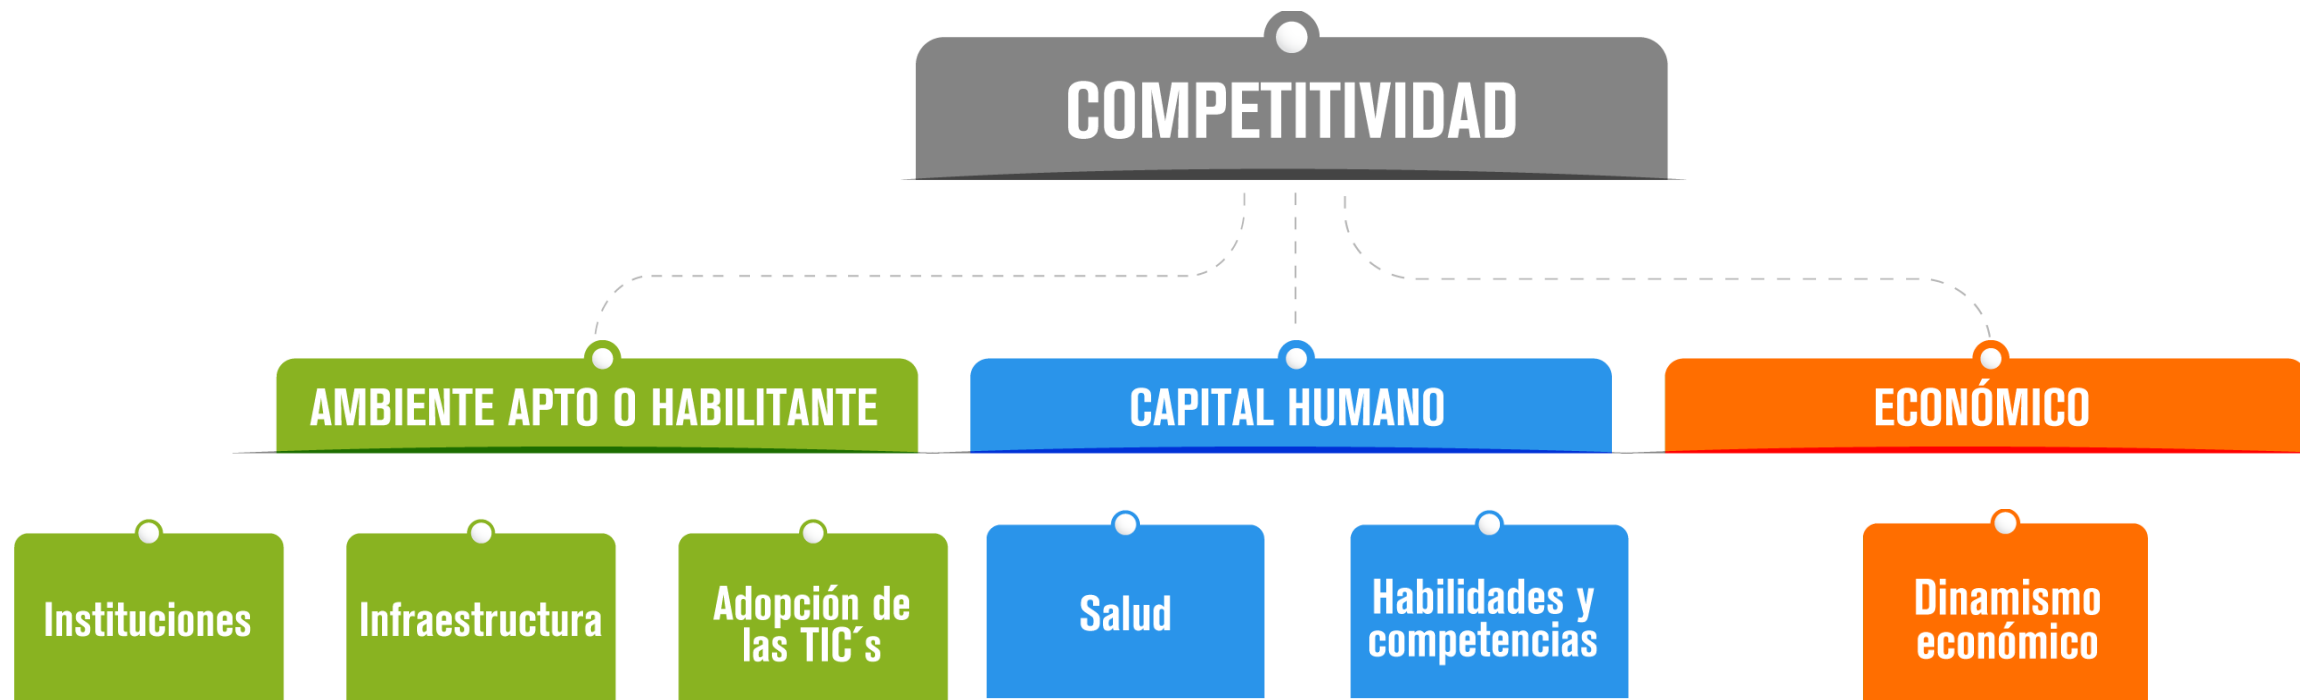 COMPETITIVIDAD
AMBIENTE APTO O HABILITANTE
CAPITAL HUMANO
ECONÓMICO
Instituciones
Infraestructura
Adopción de
las TIC´s
Salud
Habilidades y
competencias
Dinamismo
económico